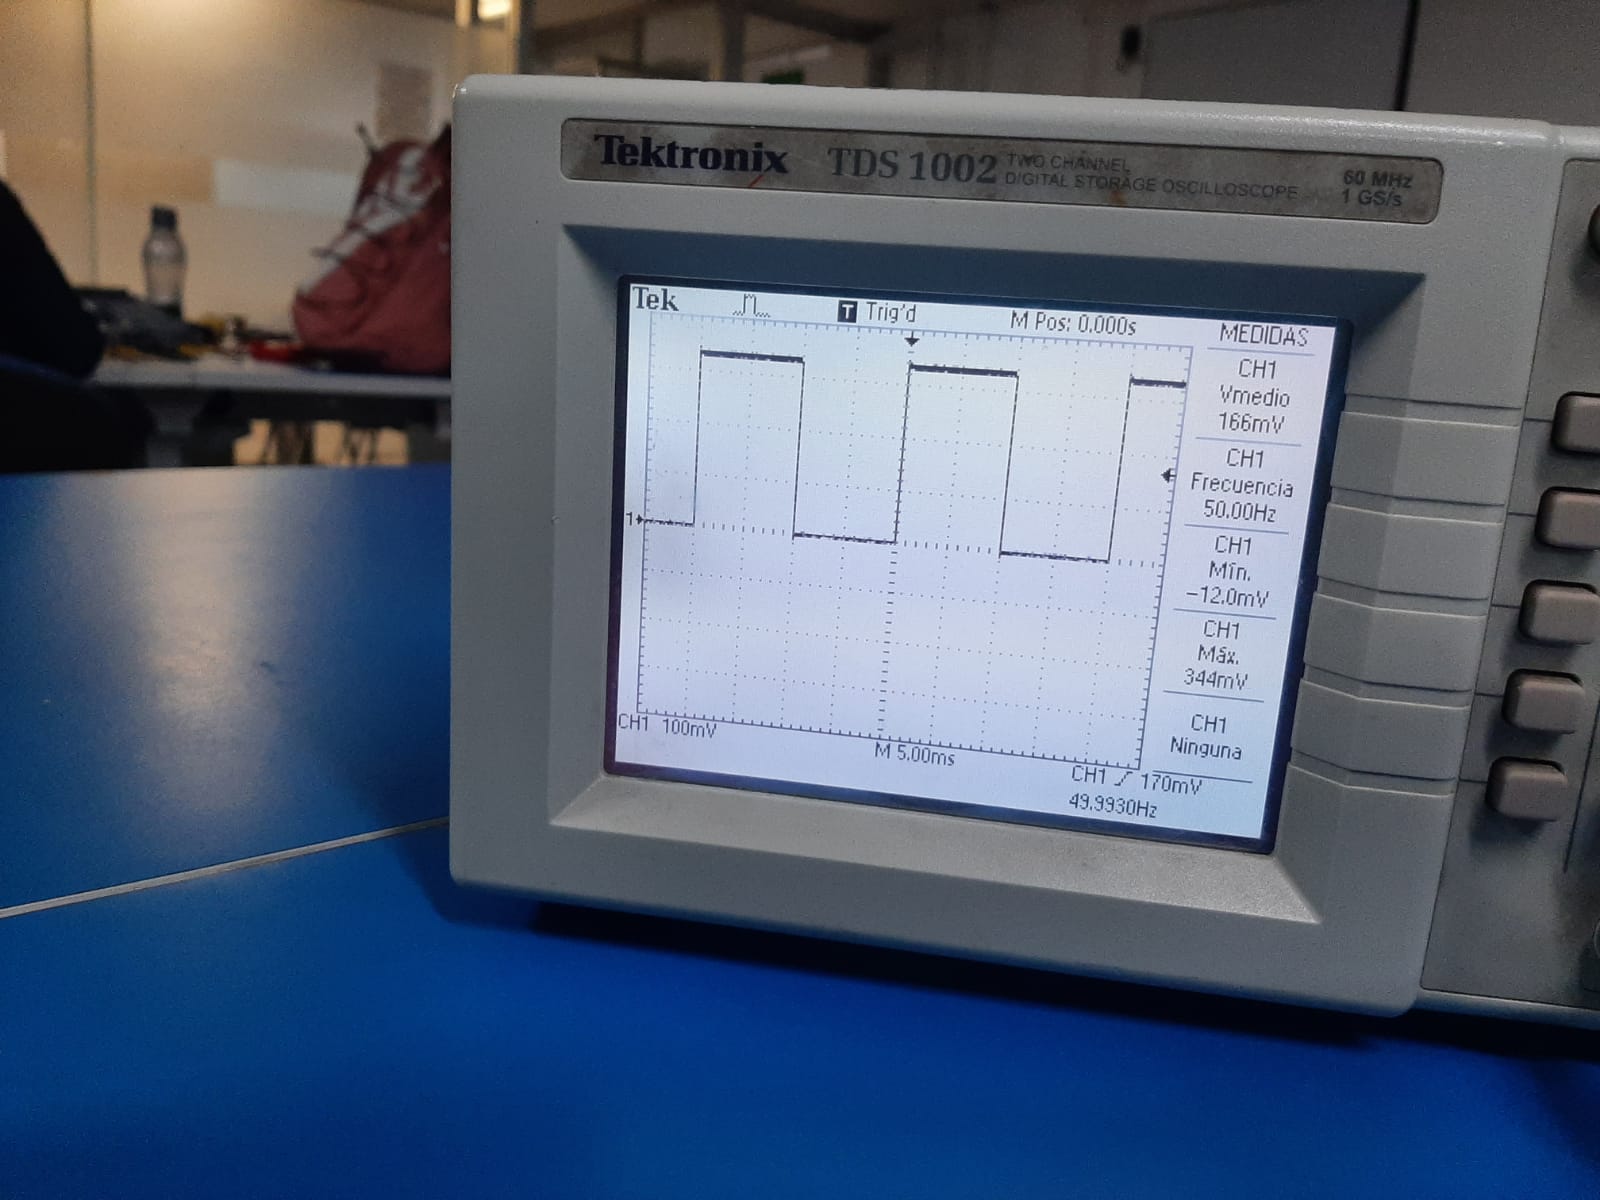 Tektronix TDS 1002 TWO CHANNEL
DIGITAL STORAGE OSCILLOSCOPE
60 MHz
1 GS/s
Tek
T Trig'd
M Pos: 0.000s
MEDIDAS
CH1
Vmedio
166mV
CH1
Frecuencia
50.00Hz
CH1
Mín.
-12.0mV
CH1
Máx.
344mV
CH1
Ninguna
1
CH1 100mV
M 5.00ms
CH1 170mV
49.9930Hz